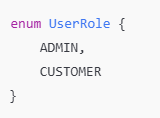 enum UserRole {
    ADMIN,
    CUSTOMER
}